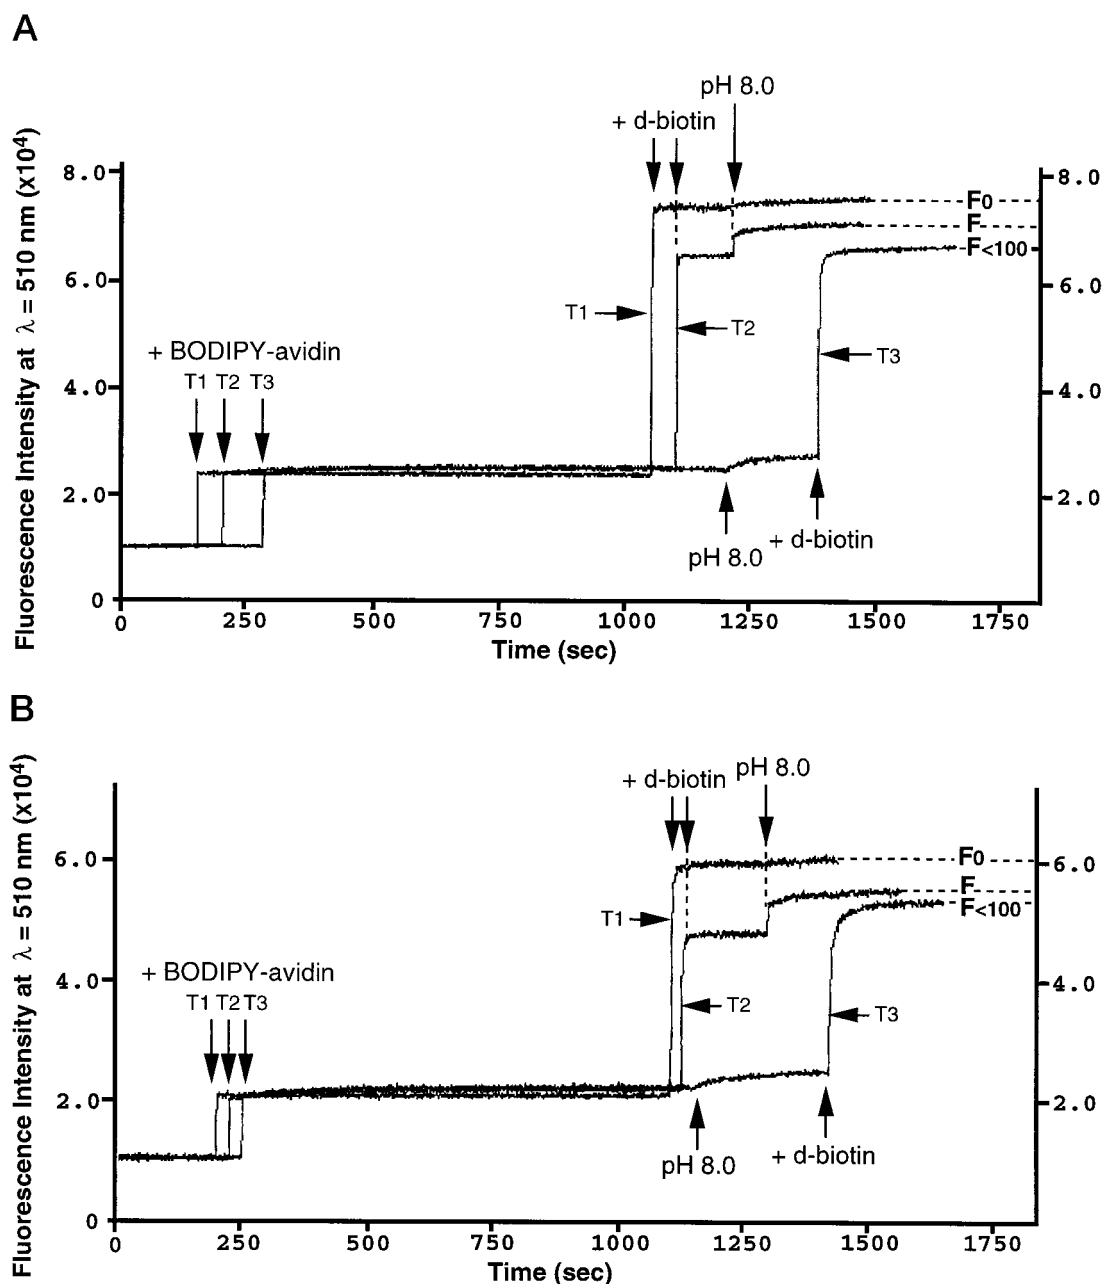 A
pH 8.0
+ d-biotin
8.0
8.0
F0
F
F<100
6.0
6.0
T1
T2
T3
+ BODIPY-avidin
T1 T2 T3
4.0
4.0
2.0
2.0
pH 8.0
+ d-biotin
0
0 250 500 750 1000 1250 1500 1750
Time (sec)
Fluorescence Intensity at λ = 510 nm (x10⁴)
B
pH 8.0
+ d-biotin
6.0
6.0
F0
F
F<100
T1
T2
T3
+ BODIPY-avidin
T1 T2 T3
4.0
4.0
2.0
2.0
pH 8.0
+ d-biotin
0
0 250 500 750 1000 1250 1500 1750
Time (sec)
Fluorescence Intensity at λ = 510 nm (x10⁴)